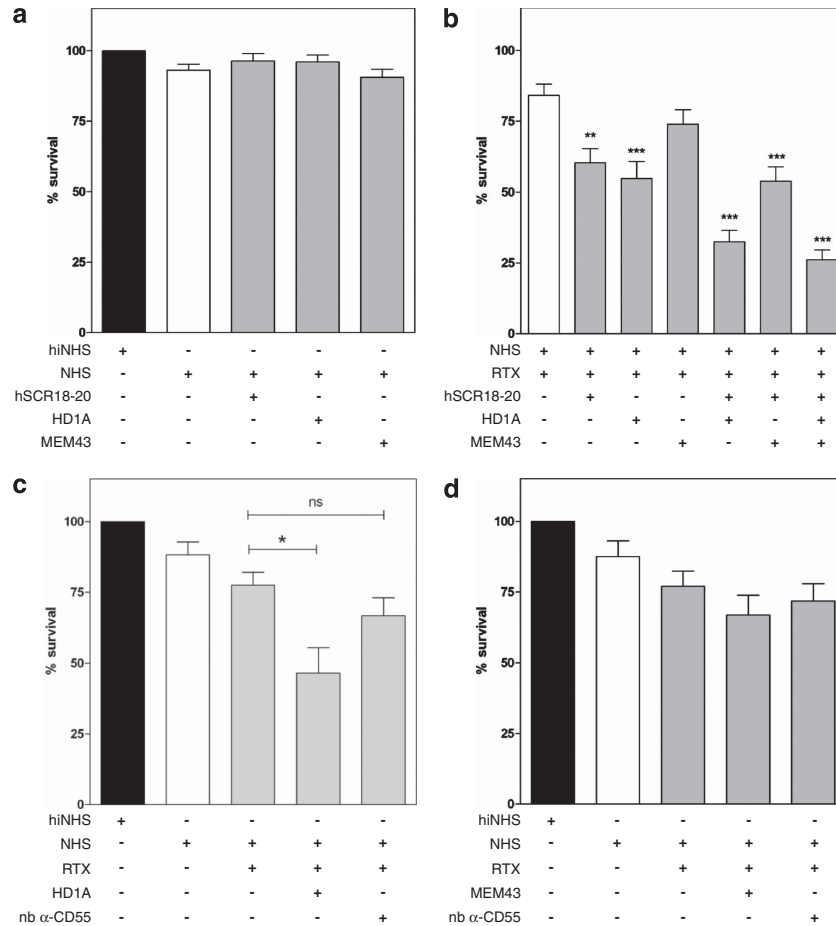 a
100
75
50
25
0
% survival
hiNHS + - - - -
NHS - + + + +
hSCR18-20 - - + - -
HD1A - - - + -
MEM43 - - - - +
b
100
75
50
25
0
% survival
** *** *** *** ***
NHS + + + + + + +
RTX + + + + + + +
hSCR18-20 - + - - + + +
HD1A - - + - + - +
MEM43 - - - + - + +
c
100
75
50
25
0
% survival
ns
*
hiNHS + - - - -
NHS - + + + +
RTX - - + + +
HD1A - - - + -
nb α-CD55 - - - - +
d
100
75
50
25
0
% survival
hiNHS + - - - -
NHS - + + + +
RTX - - + + +
MEM43 - - - + -
nb α-CD55 - - - - +